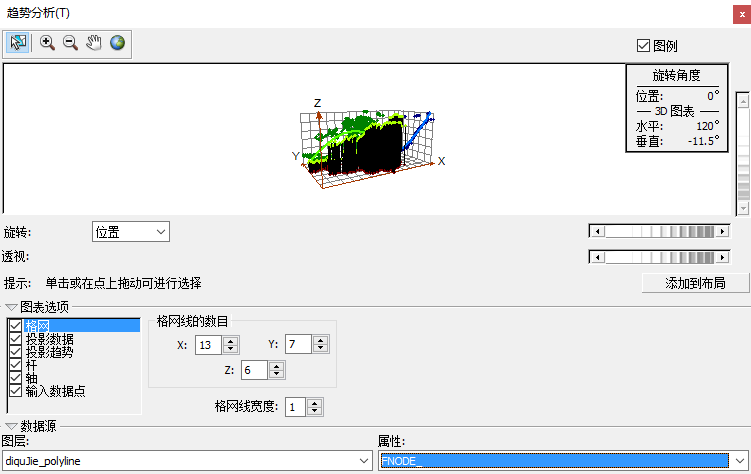 趋势分析(T)
图例
旋转角度
位置: 0°
3D 图表
水平: 120°
垂直: -11.5°
Z
Y
X
旋转: 位置
透视:
提示: 单击或在点上拖动可进行选择
添加到布局
图表选项
格网
投影数据
投影趋势
杆
轴
输入数据点
格网线的数目
X: 13 Y: 7
Z: 6
格网线宽度: 1
数据源
图层: 属性:
diquJie_polyline FNODE_